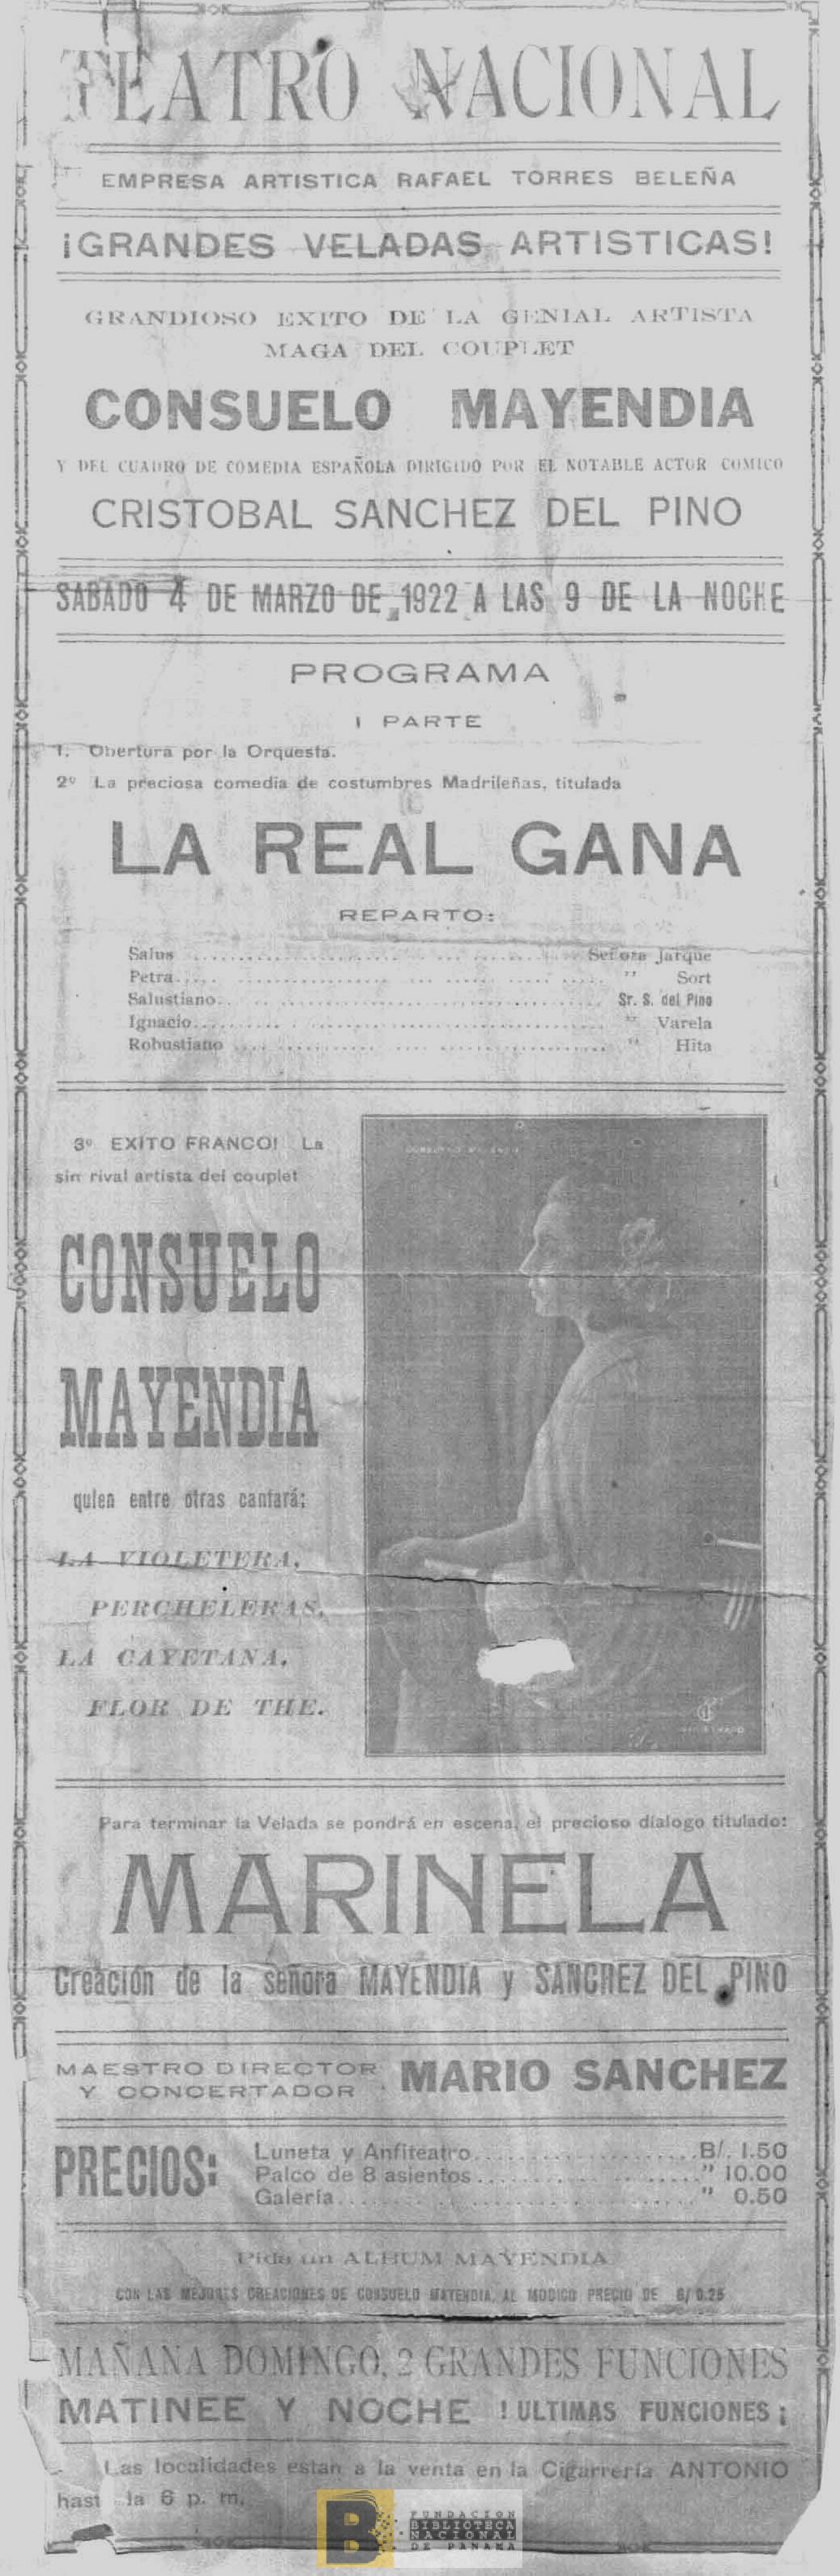 TEATRO NACIONAL
EMPRESA ARTISTICA RAFAEL TORRES BELEÑA
¡GRANDES VELADAS ARTISTICAS!
GRANDIOSO EXITO DE LA GENIAL ARTISTA
MAGA DEL COUPLET
CONSUELO MAYENDIA
Y DEL CUADRO DE COMEDIA ESPAÑOLA DIRIGIDO POR EL NOTABLE ACTOR COMICO
CRISTOBAL SANCHEZ DEL PINO
SABADO 4 DE MARZO DE 1922 A LAS 9 DE LA NOCHE
PROGRAMA
I PARTE
1. Obertura por la Orquesta.
2º La preciosa comedia de costumbres Madrileñas, titulada
LA REAL GANA
REPARTO:
Salus .......... Señora Jarque
Petra .......... " Sort
Salustiano .......... Sr. S. del Pino
Ignacio .......... " Varela
Robustiano .......... " Hita
3º EXITO FRANCO! La
sin rival artista del couplet
CONSUELO
MAYENDIA
quien entre otras cantará:
LA VIOLETERA,
PERCHELERAS,
LA CAYETANA,
FLOR DE THE.
CONSUELO MAYENDIA
Para terminar la Velada se pondrá en escena, el precioso dialogo titulado:
MARINELA
Creación de la señora MAYENDIA y SANCHEZ DEL PINO
MAESTRO DIRECTOR
Y CONCERTADOR
MARIO SANCHEZ
PRECIOS:
Luneta y Anfiteatro .......... B/. 1.50
Palco de 8 asientos .......... " 10.00
Galería .......... " 0.50
Pida un ALBUM MAYENDIA
CON LAS MEJORES CREACIONES DE CONSUELO MAYENDIA, AL MODICO PRECIO DE B/ 0.25
MAÑANA DOMINGO, 2 GRANDES FUNCIONES
MATINEE Y NOCHE !ULTIMAS FUNCIONES¡
Las localidades estan a la venta en la Cigarrería ANTONIO
hast la 6 p. m.
B
FUNDACION
BIBLIOTECA
NACIONAL
DE PANAMA